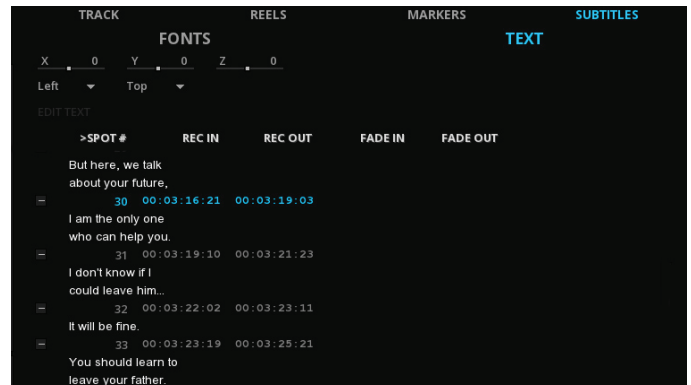 TRACK REELS MARKERS SUBTITLES
FONTS TEXT
X 0 Y 0 Z 0
Left Top
EDIT TEXT
>SPOT # REC IN REC OUT FADE IN FADE OUT
But here, we talk
about your future,
30 00:03:16:21 00:03:19:03
I am the only one
who can help you.
31 00:03:19:10 00:03:21:23
I don't know if I
could leave him...
32 00:03:22:02 00:03:23:11
It will be fine.
33 00:03:23:19 00:03:25:21
You should learn to
leave your father.